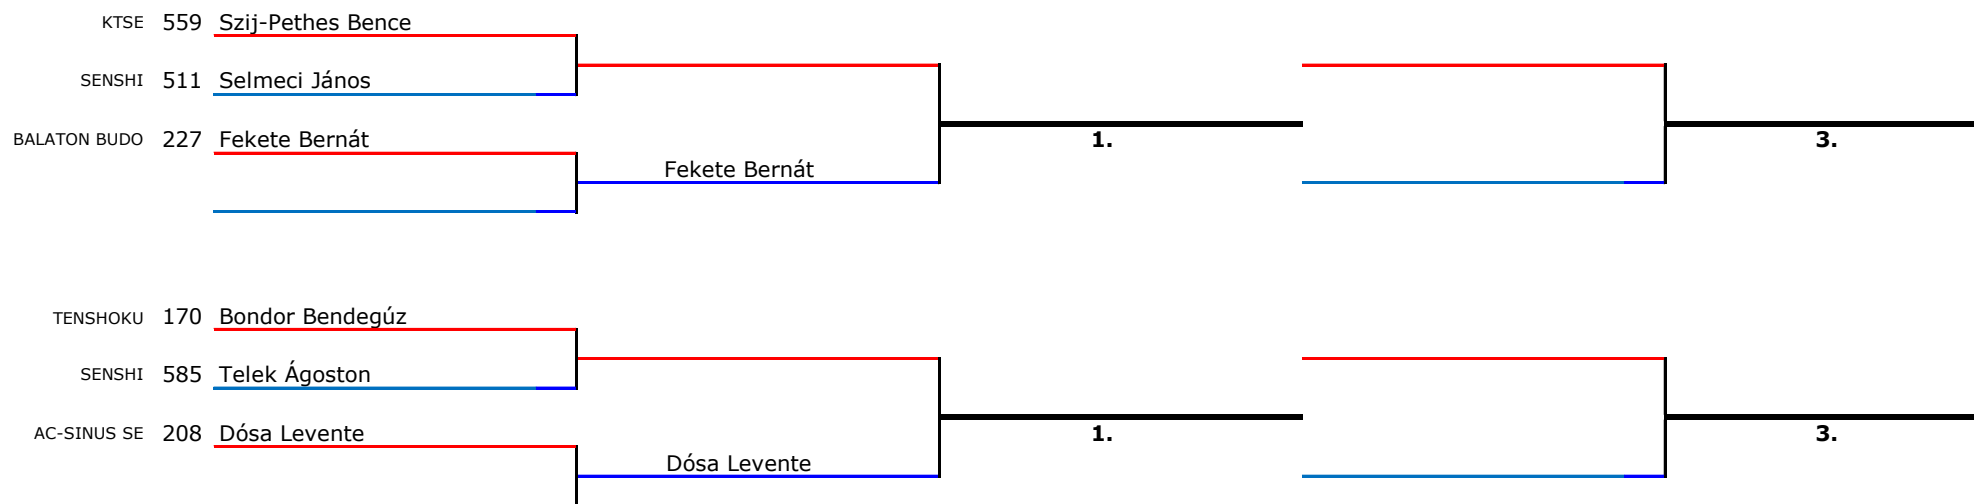 KTSE 559 Szij-Pethes Bence
SENSHI 511 Selmeci János
BALATON BUDO 227 Fekete Bernát 1. 3.
Fekete Bernát
TENSHOKU 170 Bondor Bendegúz
SENSHI 585 Telek Ágoston
AC-SINUS SE 208 Dósa Levente 1. 3.
Dósa Levente